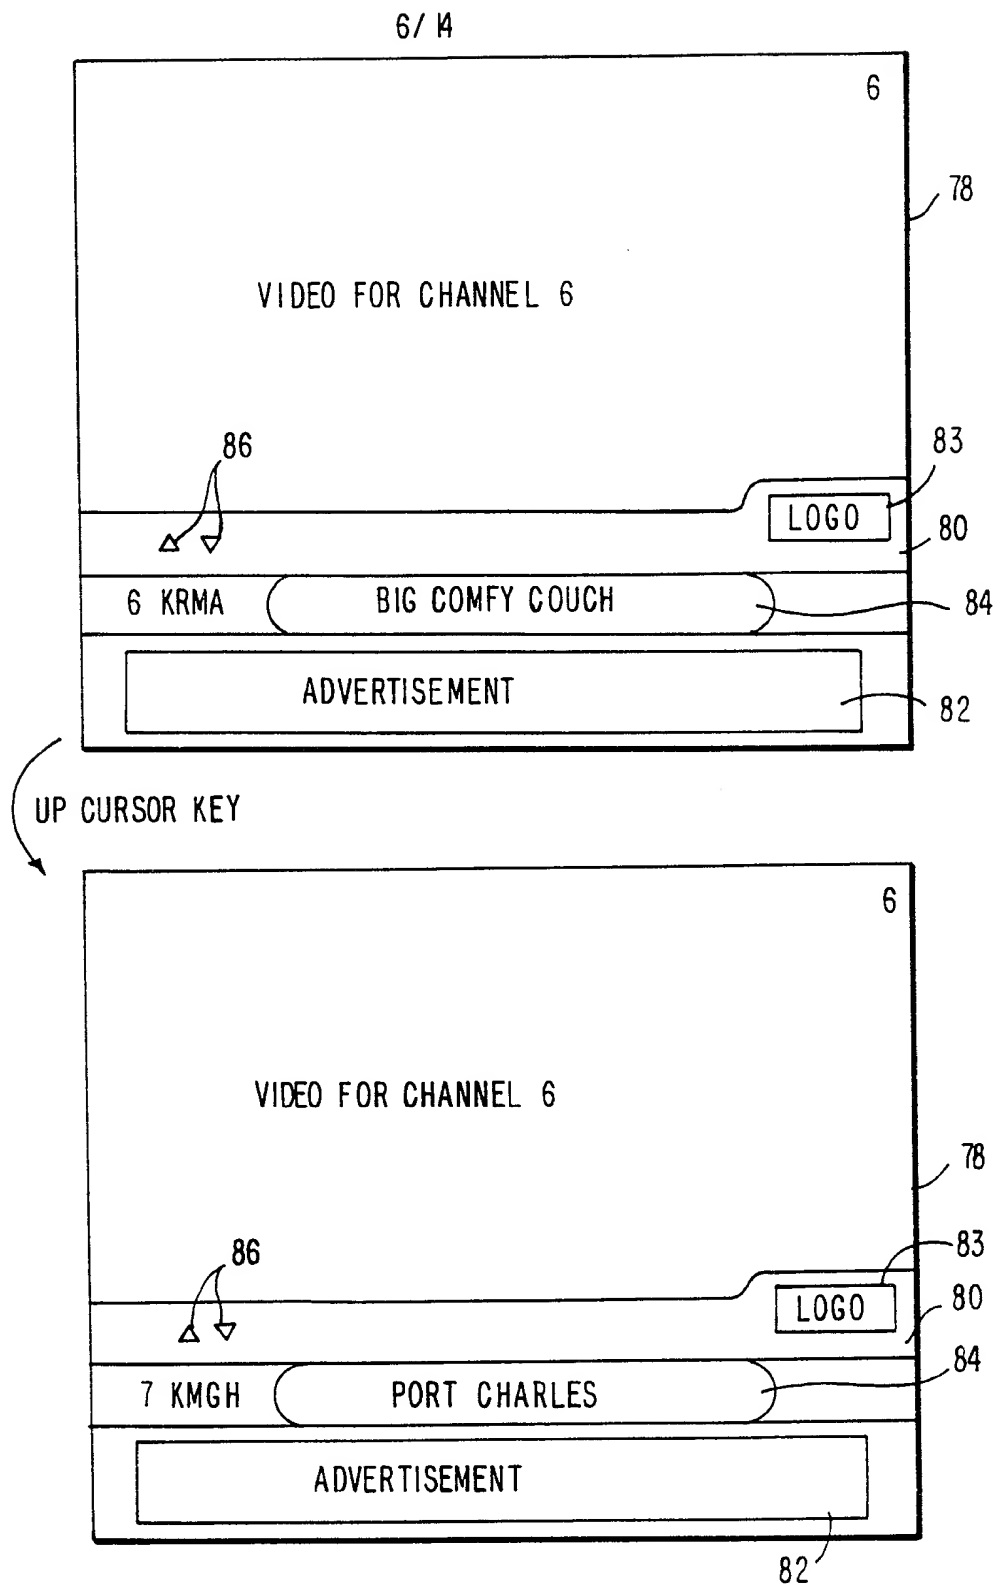 6/14
6
78
VIDEO FOR CHANNEL 6
86
83
LOGO
80
6 KRMA BIG COMFY COUCH
84
ADVERTISEMENT
82
UP CURSOR KEY
6
VIDEO FOR CHANNEL 6
78
86
83
LOGO
80
84
7 KMGH PORT CHARLES
ADVERTISEMENT
82